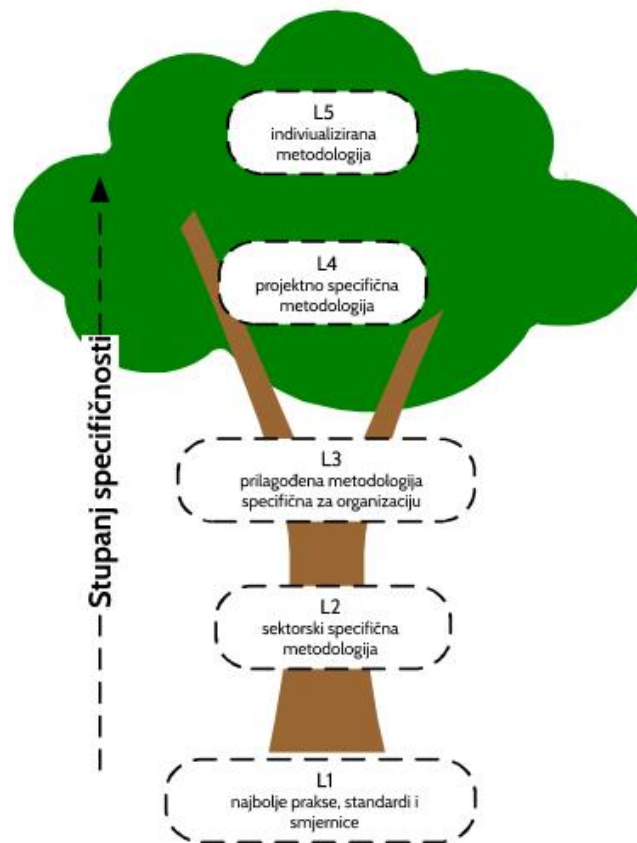 L5
indiviualizirana
metodologija
L4
projektno specifična
metodologija
Stupanj specifičnosti
L3
prilagođena metodologija
specifična za organizaciju
L2
sektorski specifična
metodologija
L1
najbolje prakse, standardi i
smjernice